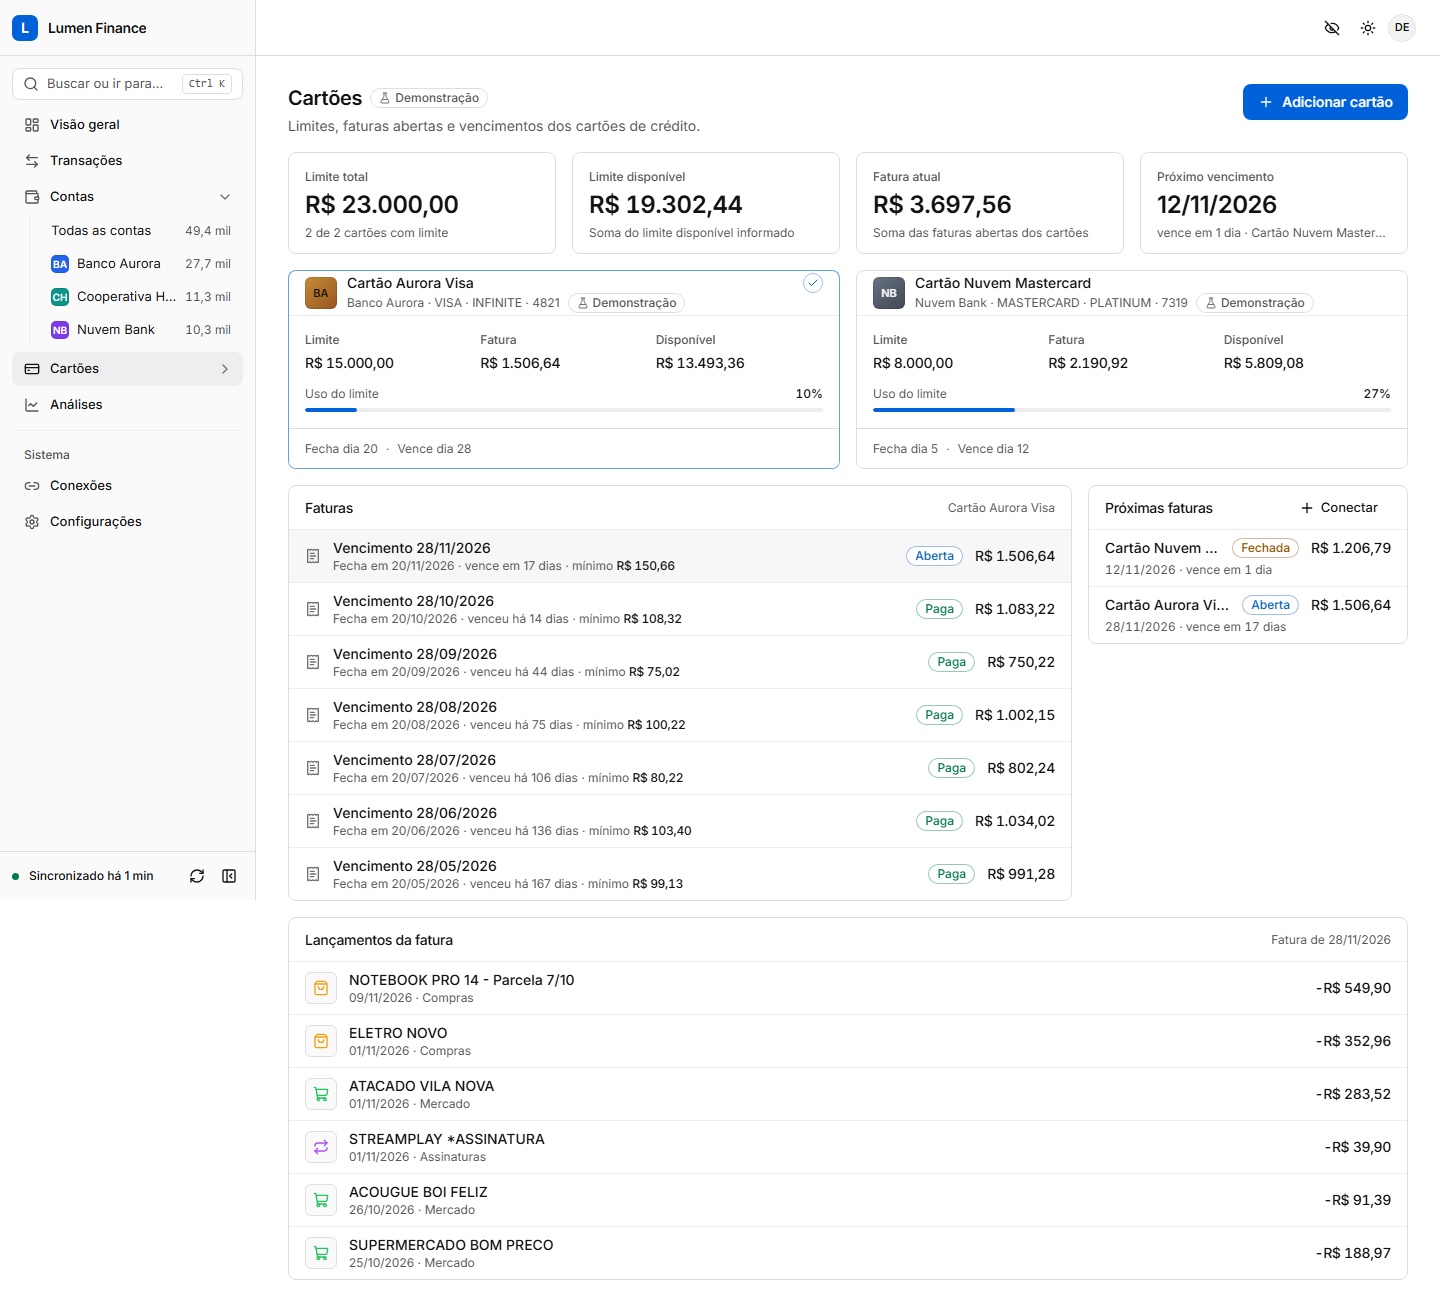 L Lumen Finance
DE
Buscar ou ir para... Ctrl K
Visão geral
Transações
Contas
Todas as contas 49,4 mil
BA Banco Aurora 27,7 mil
CH Cooperativa H... 11,3 mil
NB Nuvem Bank 10,3 mil
Cartões
Análises
Sistema
Conexões
Configurações
Sincronizado há 1 min
Cartões Demonstração
Limites, faturas abertas e vencimentos dos cartões de crédito.
+ Adicionar cartão
Limite total
R$ 23.000,00
2 de 2 cartões com limite
Limite disponível
R$ 19.302,44
Soma do limite disponível informado
Fatura atual
R$ 3.697,56
Soma das faturas abertas dos cartões
Próximo vencimento
12/11/2026
vence em 1 dia · Cartão Nuvem Master...
BA Cartão Aurora Visa
Banco Aurora · VISA · INFINITE · 4821 Demonstração
Limite Fatura Disponível
R$ 15.000,00 R$ 1.506,64 R$ 13.493,36
Uso do limite 10%
Fecha dia 20 · Vence dia 28
NB Cartão Nuvem Mastercard
Nuvem Bank · MASTERCARD · PLATINUM · 7319 Demonstração
Limite Fatura Disponível
R$ 8.000,00 R$ 2.190,92 R$ 5.809,08
Uso do limite 27%
Fecha dia 5 · Vence dia 12
Faturas Cartão Aurora Visa
Vencimento 28/11/2026 Aberta R$ 1.506,64
Fecha em 20/11/2026 · vence em 17 dias · mínimo R$ 150,66
Vencimento 28/10/2026 Paga R$ 1.083,22
Fecha em 20/10/2026 · venceu há 14 dias · mínimo R$ 108,32
Vencimento 28/09/2026 Paga R$ 750,22
Fecha em 20/09/2026 · venceu há 44 dias · mínimo R$ 75,02
Vencimento 28/08/2026 Paga R$ 1.002,15
Fecha em 20/08/2026 · venceu há 75 dias · mínimo R$ 100,22
Vencimento 28/07/2026 Paga R$ 802,24
Fecha em 20/07/2026 · venceu há 106 dias · mínimo R$ 80,22
Vencimento 28/06/2026 Paga R$ 1.034,02
Fecha em 20/06/2026 · venceu há 136 dias · mínimo R$ 103,40
Vencimento 28/05/2026 Paga R$ 991,28
Fecha em 20/05/2026 · venceu há 167 dias · mínimo R$ 99,13
Próximas faturas + Conectar
Cartão Nuvem ... Fechada R$ 1.206,79
12/11/2026 · vence em 1 dia
Cartão Aurora Vi... Aberta R$ 1.506,64
28/11/2026 · vence em 17 dias
Lançamentos da fatura Fatura de 28/11/2026
NOTEBOOK PRO 14 - Parcela 7/10 -R$ 549,90
09/11/2026 · Compras
ELETRO NOVO -R$ 352,96
01/11/2026 · Compras
ATACADO VILA NOVA -R$ 283,52
01/11/2026 · Mercado
STREAMPLAY *ASSINATURA -R$ 39,90
01/11/2026 · Assinaturas
ACOUGUE BOI FELIZ -R$ 91,39
26/10/2026 · Mercado
SUPERMERCADO BOM PRECO -R$ 188,97
25/10/2026 · Mercado